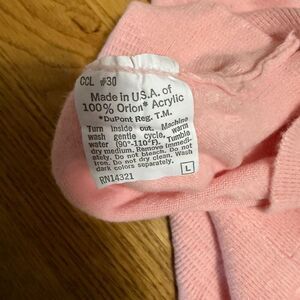 CCL #30
Made in U.S.A. of
100% Orlon* Acrylic
*DuPont Reg. T.M.
Turn inside out. Machine
wash gentle cycle, warm
water (90°-110°F). Tumble
dry medium. Remove immedi-
ately. Do not bleach. Do not
iron. Do not dry clean. Wash
dark colors separately.
RN14321
L